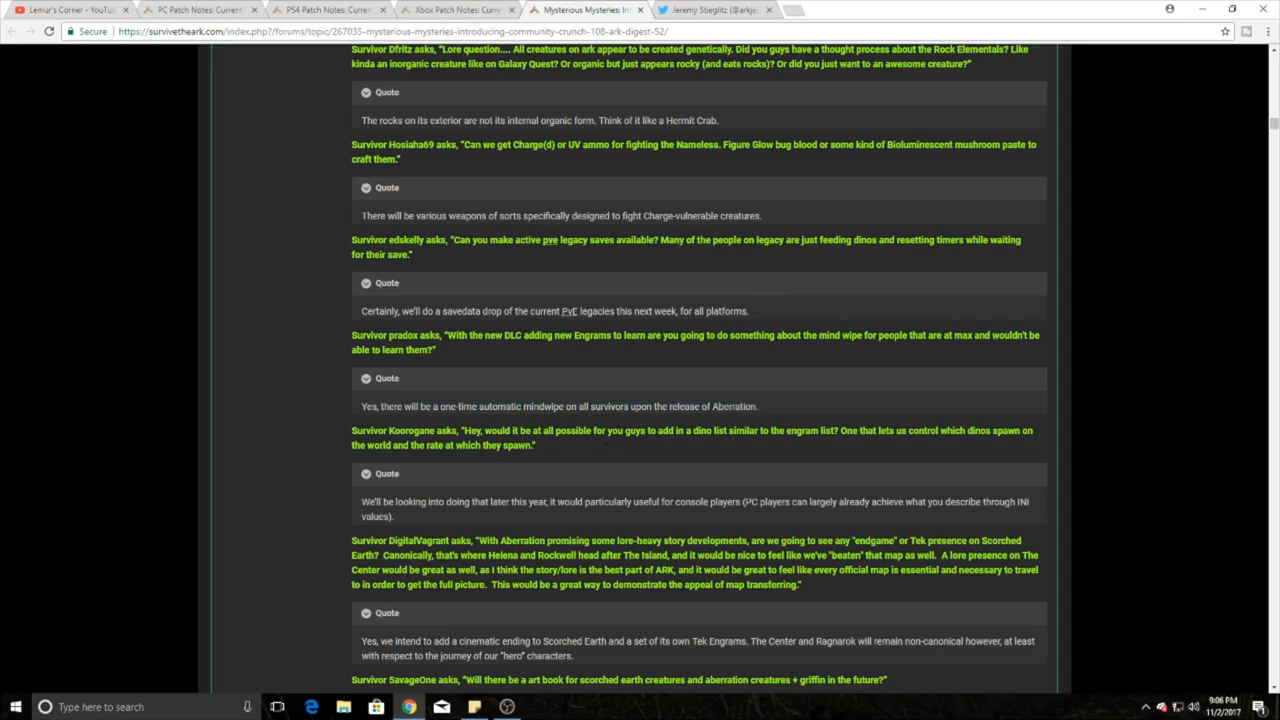 Lemur's Corner - YouTu
PC Patch Notes: Current
PS4 Patch Notes: Curren
Xbox Patch Notes: Curre
Mysterious Mysteries: In
Jeremy Stieglitz (@arkje
Secure https://survivetheark.com/index.php?/forums/topic/267035-mysterious-mysteries-introducing-community-crunch-108-ark-digest-52/
Survivor Dfritz asks, "Lore question.... All creatures on ark appear to be created genetically. Did you guys have a thought process about the Rock Elementals? Like
kinda an inorganic creature like on Galaxy Quest? Or organic but just appears rocky (and eats rocks)? Or did you just want to an awesome creature?"
Quote
The rocks on its exterior are not its internal organic form. Think of it like a Hermit Crab.
Survivor Hosiaha69 asks, "Can we get Charge(d) or UV ammo for fighting the Nameless. Figure Glow bug blood or some kind of Bioluminescent mushroom paste to
craft them."
Quote
There will be various weapons of sorts specifically designed to fight Charge-vulnerable creatures.
Survivor edskelly asks, "Can you make active pve legacy saves available? Many of the people on legacy are just feeding dinos and resetting timers while waiting
for their save."
Quote
Certainly, we'll do a savedata drop of the current PvE legacies this next week, for all platforms.
Survivor pradox asks, "With the new DLC adding new Engrams to learn are you going to do something about the mind wipe for people that are at max and wouldn't be
able to learn them?"
Quote
Yes, there will be a one-time automatic mindwipe on all survivors upon the release of Aberration.
Survivor Koorogane asks, "Hey, would it be at all possible for you guys to add in a dino list similar to the engram list? One that lets us control which dinos spawn on
the world and the rate at which they spawn."
Quote
We'll be looking into doing that later this year, it would particularly useful for console players (PC players can largely already achieve what you describe through INI
values).
Survivor DigitalVagrant asks, "With Aberration promising some lore-heavy story developments, are we going to see any "endgame" or Tek presence on Scorched
Earth? Canonically, that's where Helena and Rockwell head after The Island, and it would be nice to feel like we've "beaten" that map as well. A lore presence on The
Center would be great as well, as I think the story/lore is the best part of ARK, and it would be great to feel like every official map is essential and necessary to travel
to in order to get the full picture. This would be a great way to demonstrate the appeal of map transferring."
Quote
Yes, we intend to add a cinematic ending to Scorched Earth and a set of its own Tek Engrams. The Center and Ragnarok will remain non-canonical however, at least
with respect to the journey of our "hero" characters.
Survivor 5avageOne asks, "Will there be a art book for scorched earth creatures and aberration creatures + griffin in the future?"
Type here to search
9:06 PM
11/2/2017